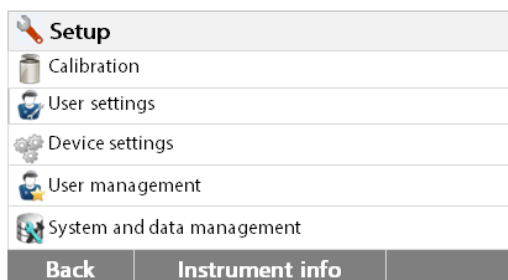 Setup
Calibration
User settings
Device settings
User management
System and data management
Back Instrument info